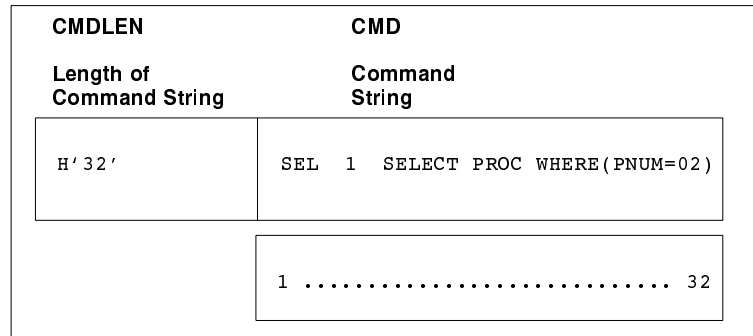 CMDLEN CMD
Length of Command
Command String String
H‘32’ SEL 1 SELECT PROC WHERE(PNUM=02)
1 .............................. 32